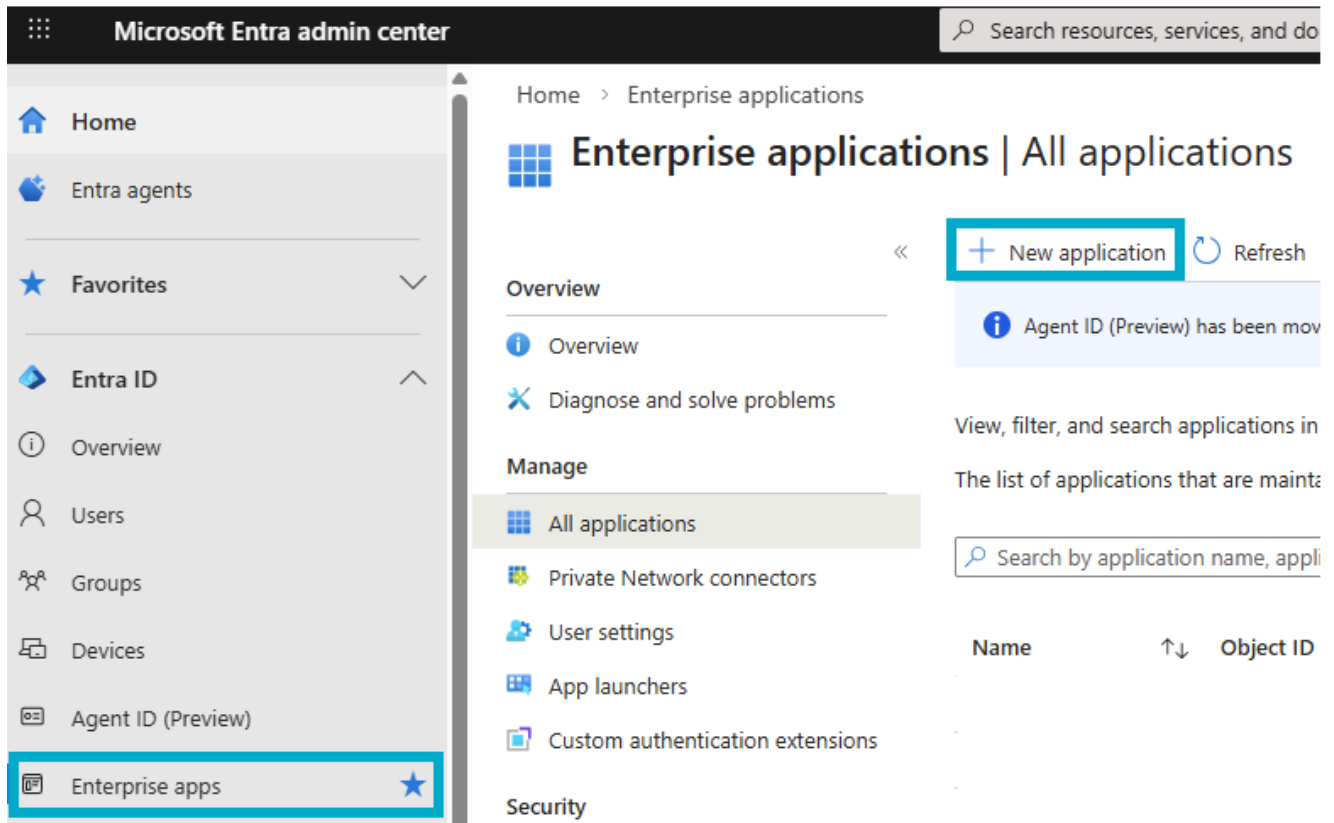 Microsoft Entra admin center
Search resources, services, and do
Home
Entra agents
Favorites
Entra ID
Overview
Users
Groups
Devices
Agent ID (Preview)
Enterprise apps
Home > Enterprise applications
Enterprise applications | All applications
Overview
Overview
Diagnose and solve problems
Manage
All applications
Private Network connectors
User settings
App launchers
Custom authentication extensions
Security
New application Refresh
Agent ID (Preview) has been mov
View, filter, and search applications in
The list of applications that are mainta
Search by application name, appli
Name Object ID